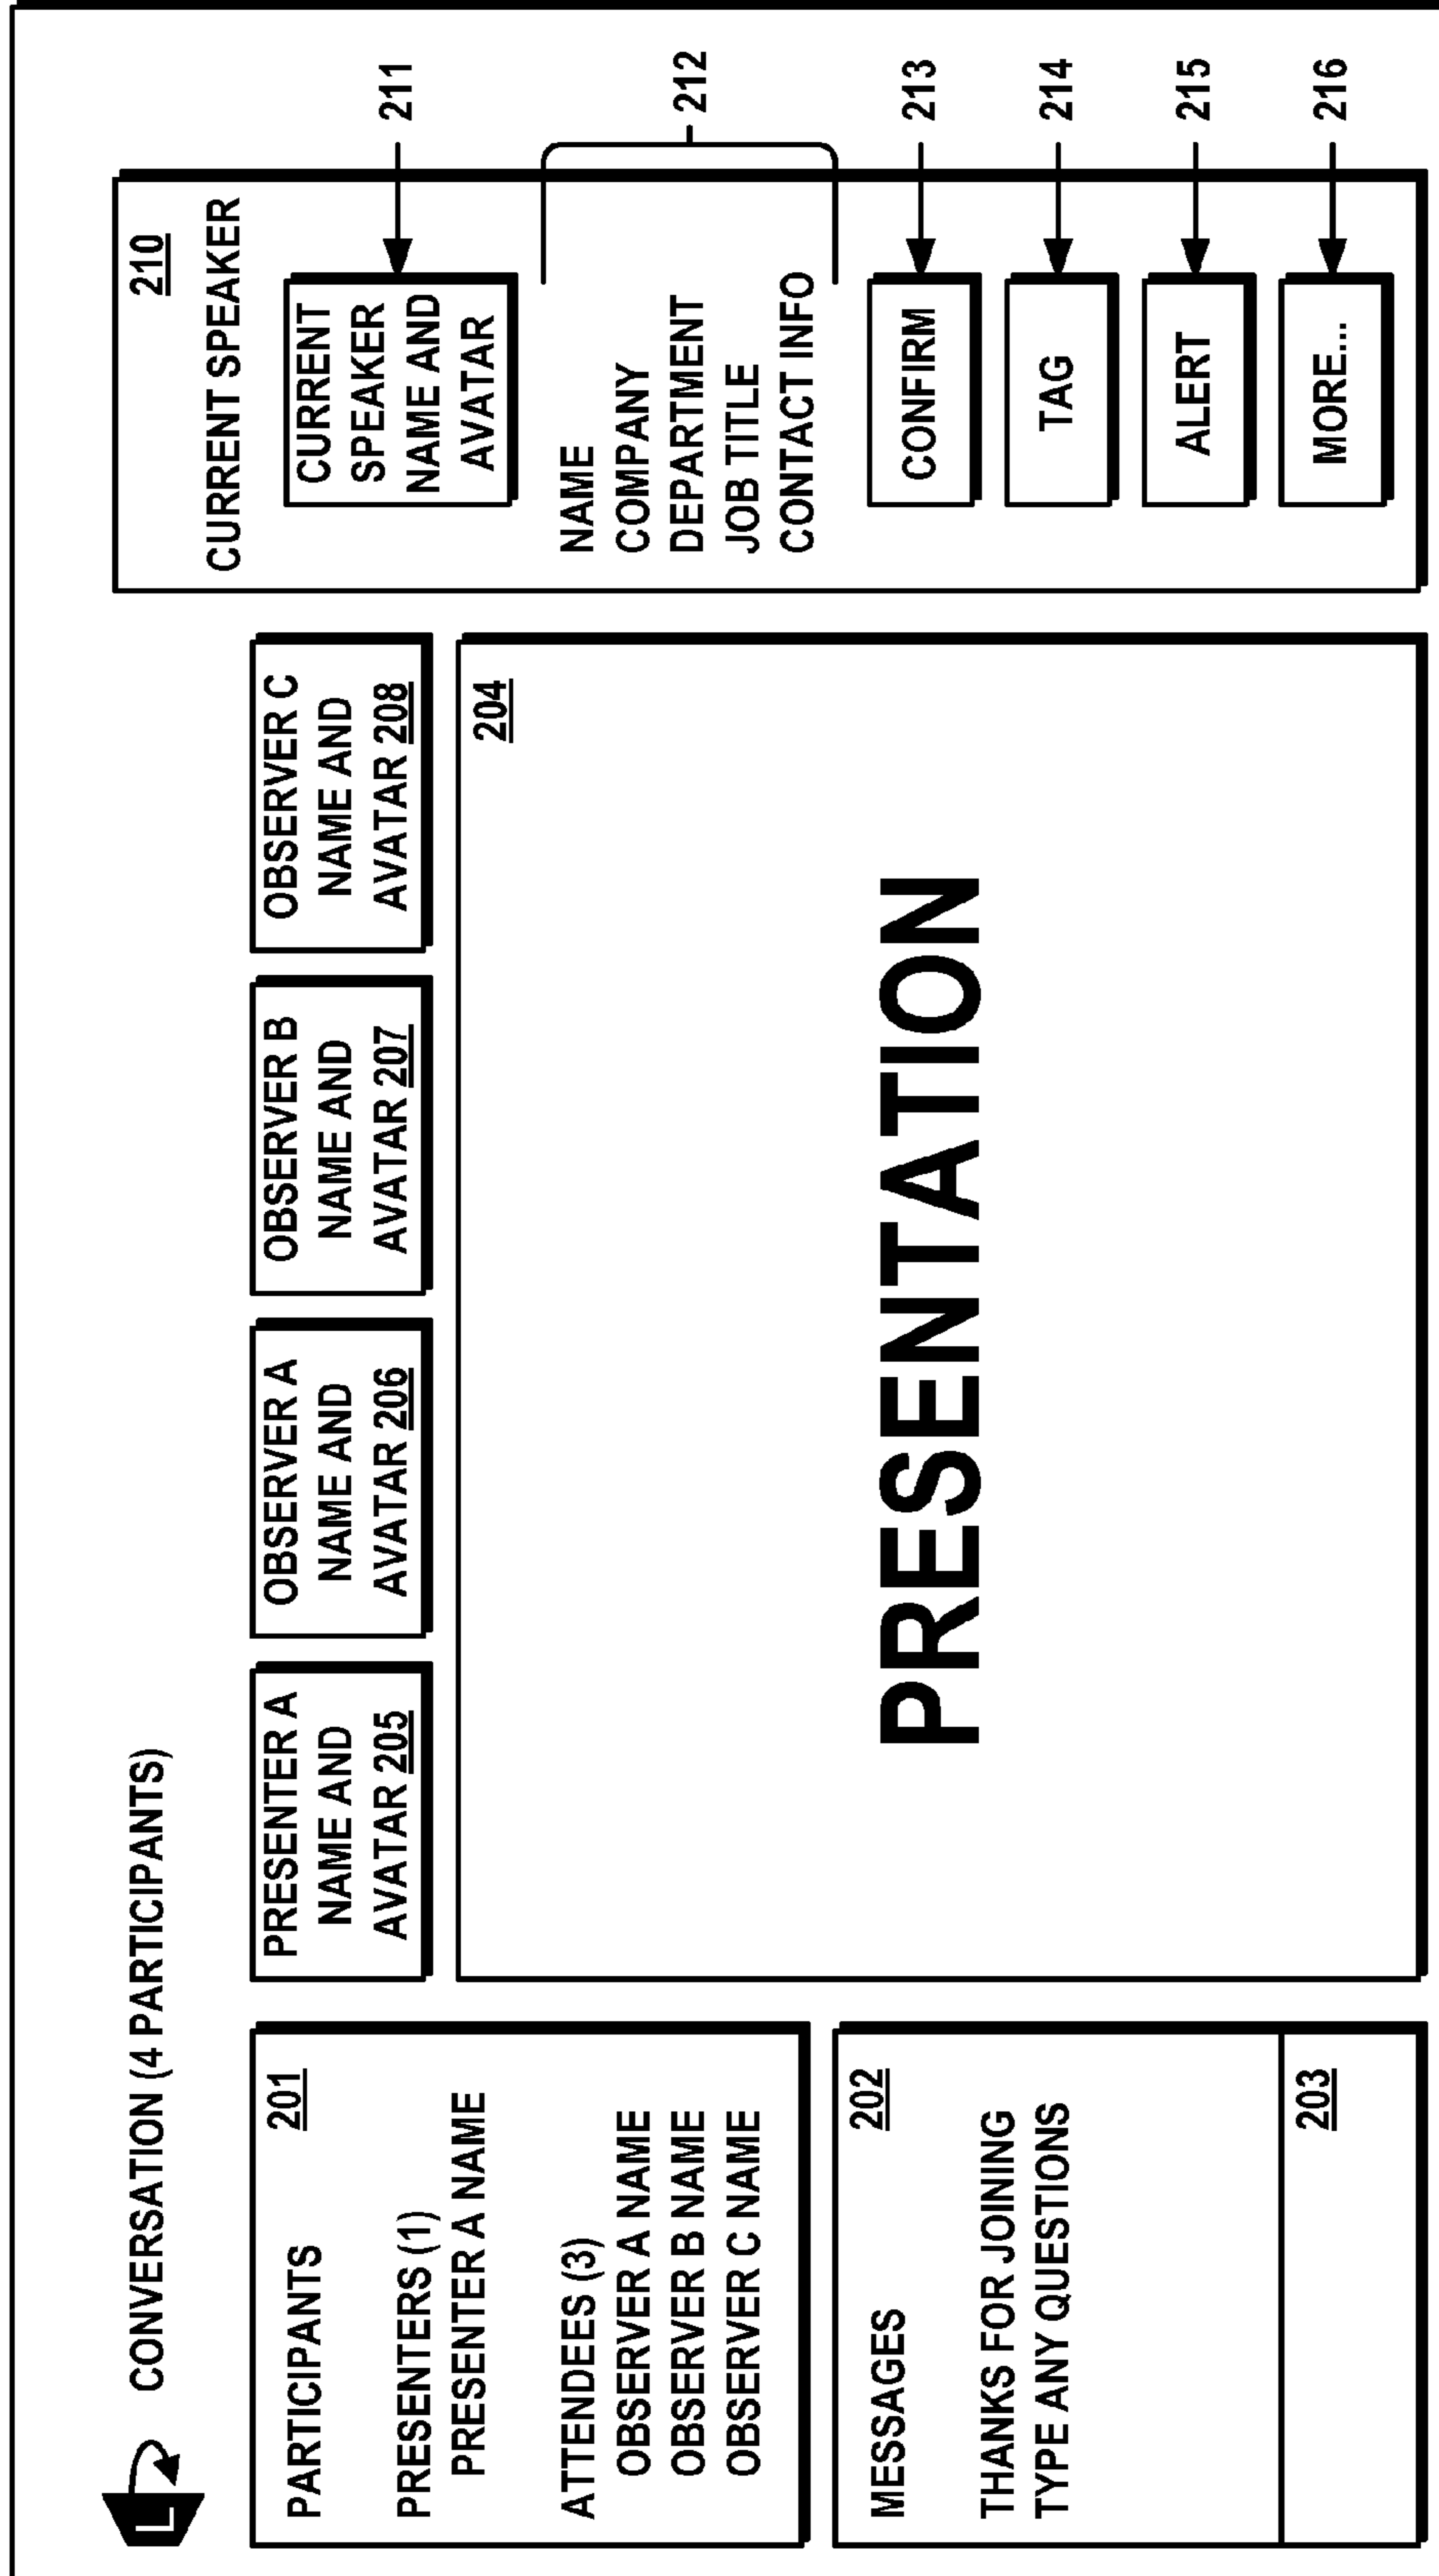 L
CONVERSATION (4 PARTICIPANTS)
201
PARTICIPANTS
PRESENTERS (1)
PRESENTER A NAME
ATTENDEES (3)
OBSERVER A NAME
OBSERVER B NAME
OBSERVER C NAME
202
MESSAGES
THANKS FOR JOINING
TYPE ANY QUESTIONS
203
PRESENTER A
NAME AND
AVATAR 205
OBSERVER A
NAME AND
AVATAR 206
OBSERVER B
NAME AND
AVATAR 207
OBSERVER C
NAME AND
AVATAR 208
204
PRESENTATION
210
CURRENT SPEAKER
CURRENT
SPEAKER
NAME AND
AVATAR
211
NAME
COMPANY
DEPARTMENT
JOB TITLE
CONTACT INFO
212
CONFIRM
213
TAG
214
ALERT
215
MORE...
216